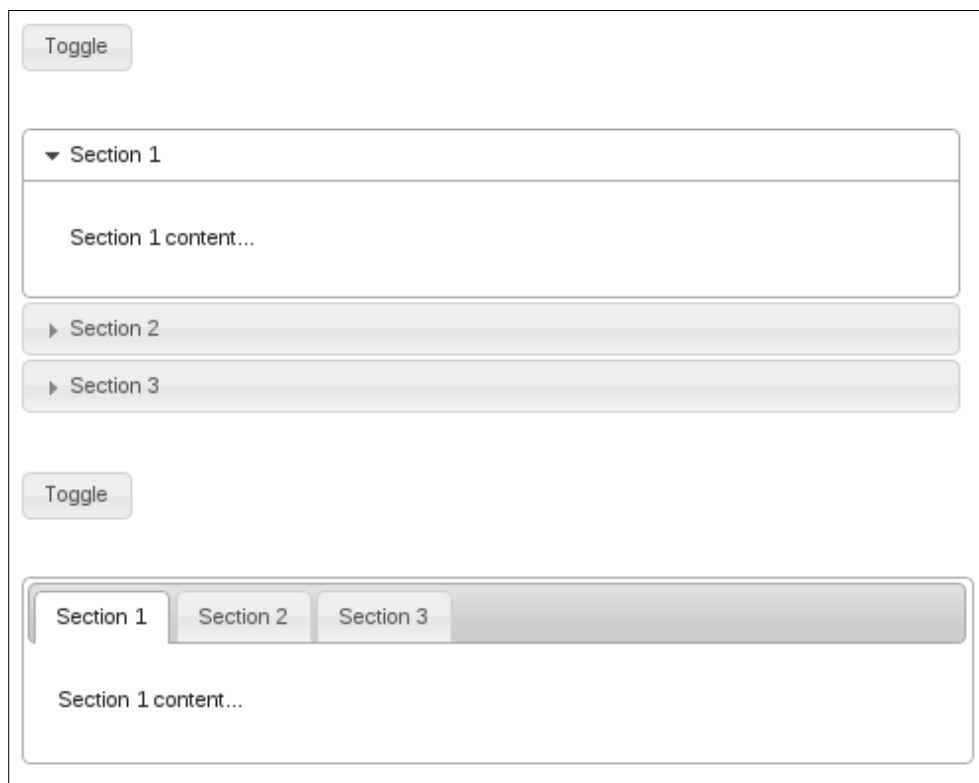 Toggle
Section 1
Section 1 content...
Section 2
Section 3
Toggle
Section 1 Section 2 Section 3
Section 1 content...